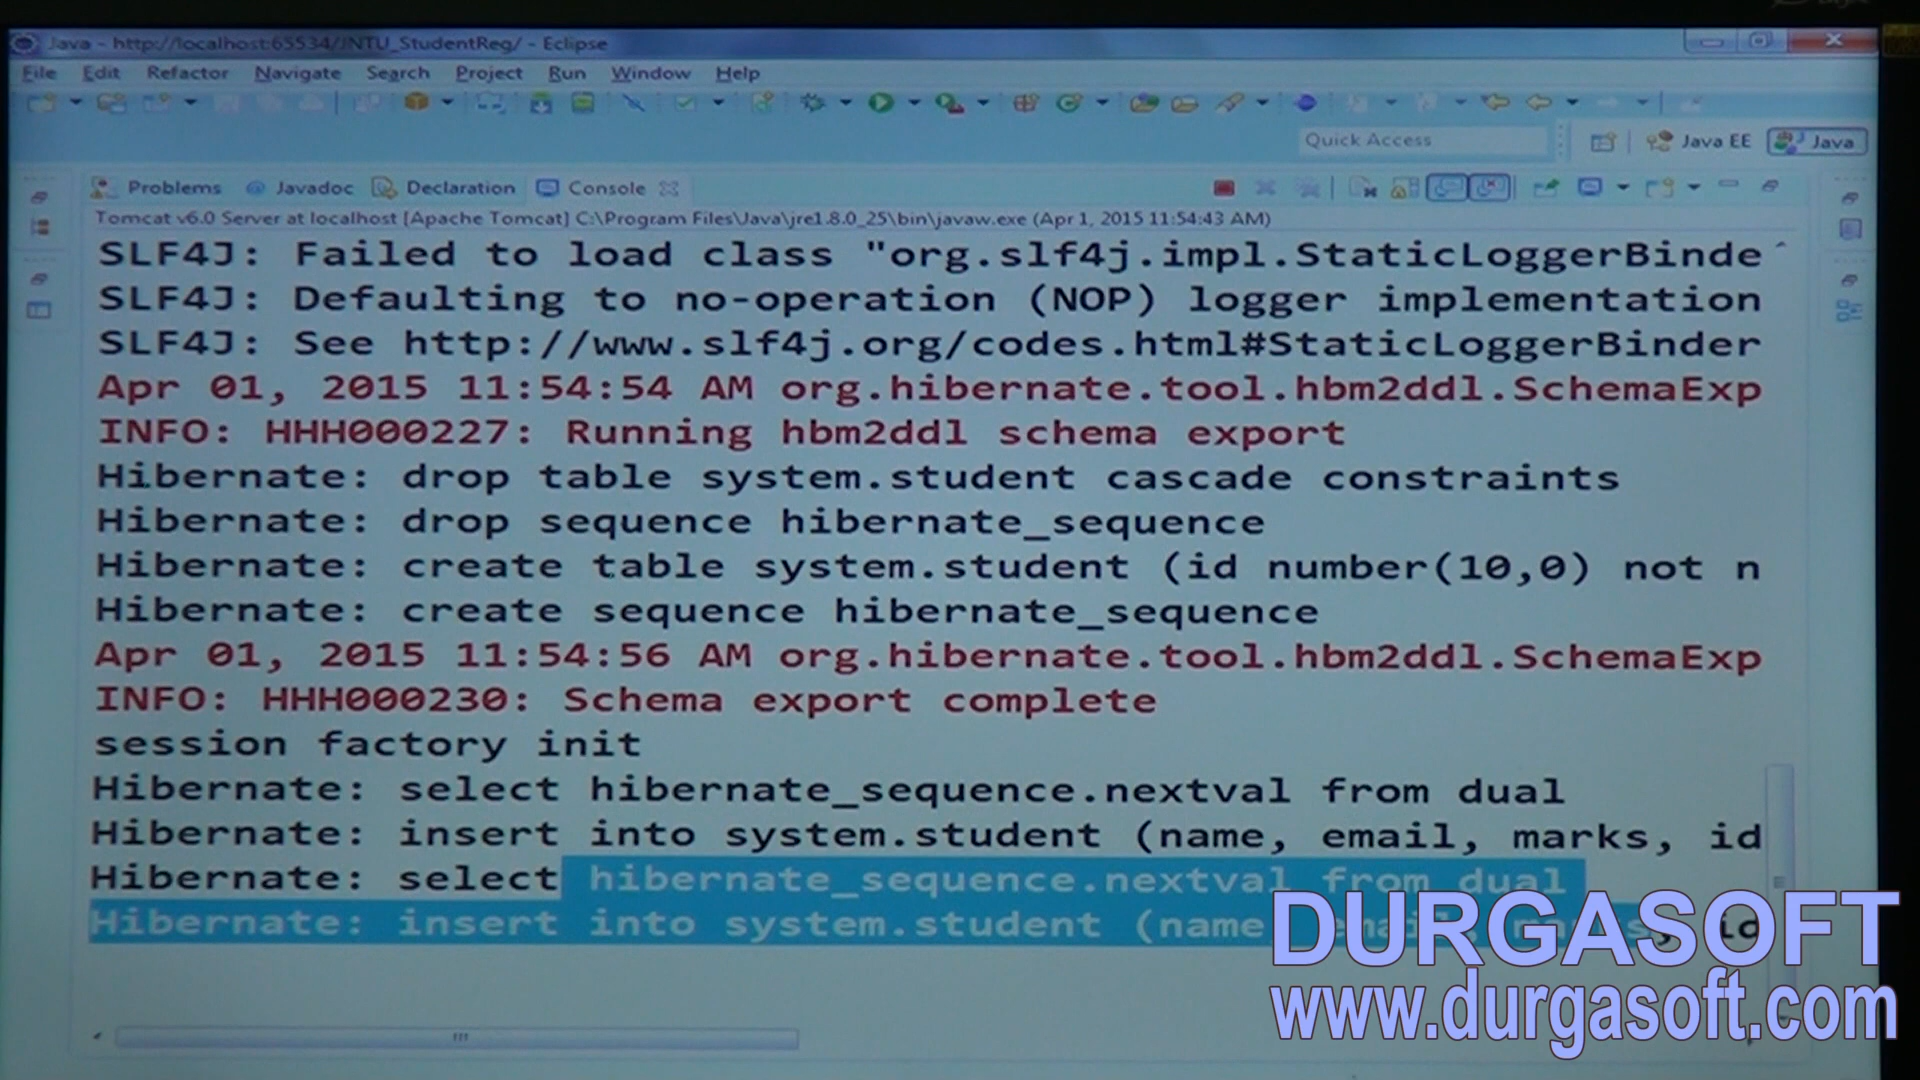 Java - http://localhost:65534/JNTU_StudentReg/ - Eclipse
File Edit Refactor Navigate Search Project Run Window Help
Quick Access Java EE Java
Problems Javadoc Declaration Console
Tomcat v6.0 Server at localhost [Apache Tomcat] C:\Program Files\Java\jre1.8.0_25\bin\javaw.exe (Apr 1, 2015 11:54:43 AM)
SLF4J: Failed to load class "org.slf4j.impl.StaticLoggerBinde
SLF4J: Defaulting to no-operation (NOP) logger implementation
SLF4J: See http://www.slf4j.org/codes.html#StaticLoggerBinder
Apr 01, 2015 11:54:54 AM org.hibernate.tool.hbm2ddl.SchemaExp
INFO: HHH000227: Running hbm2ddl schema export
Hibernate: drop table system.student cascade constraints
Hibernate: drop sequence hibernate_sequence
Hibernate: create table system.student (id number(10,0) not n
Hibernate: create sequence hibernate_sequence
Apr 01, 2015 11:54:56 AM org.hibernate.tool.hbm2ddl.SchemaExp
INFO: HHH000230: Schema export complete
session factory init
Hibernate: select hibernate_sequence.nextval from dual
Hibernate: insert into system.student (name, email, marks, id
Hibernate: select hibernate_sequence.nextval from dual
Hibernate: insert into system.student (name id
DURGASOFT
www.durgasoft.com